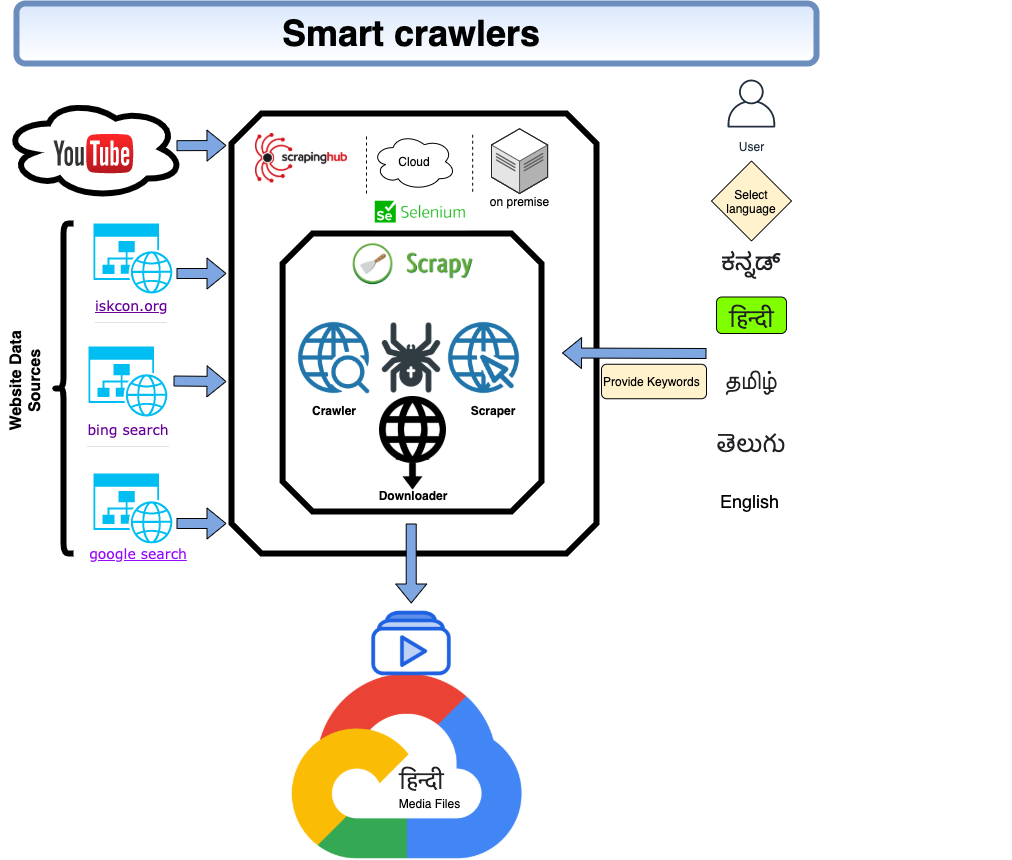 Smart crawlers
YouTube
scrapinghub
Cloud
on premise
User
Select
language
Se Selenium
Scrapy
ಕನ್ನಡ್
हिन्दी
iskcon.org
Website Data
Sources
Provide Keywords
தமிழ்
Crawler
Scraper
bing search
తెలుగు
Downloader
English
google search
हिन्दी
Media Files